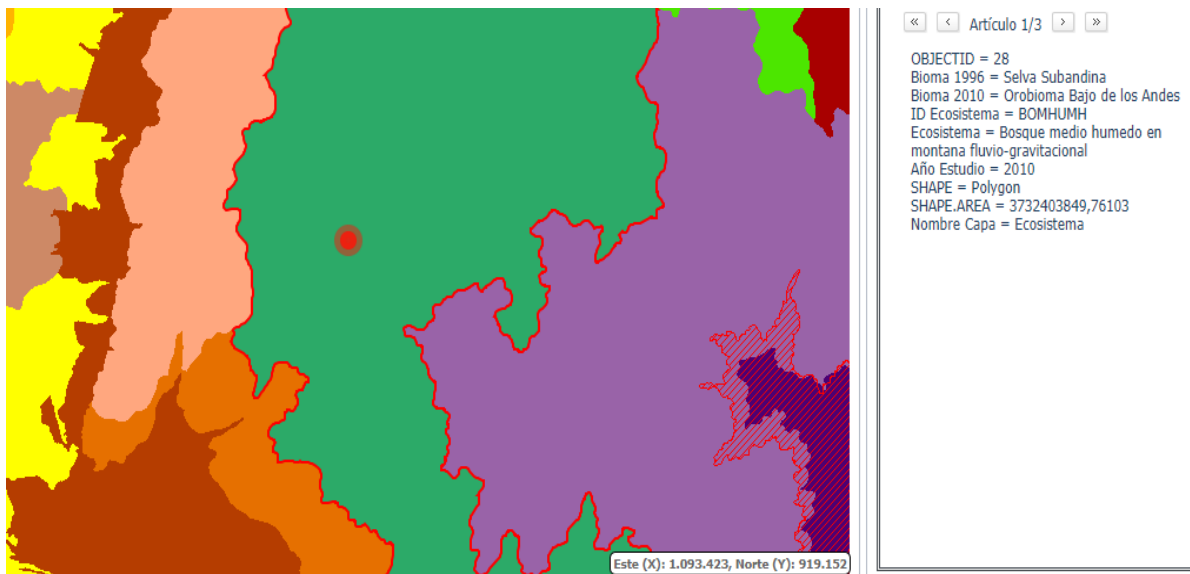 « ‹ Artículo 1/3 › »
OBJECTID = 28
Bioma 1996 = Selva Subandina
Bioma 2010 = Orobioma Bajo de los Andes
ID Ecosistema = BOMHUMH
Ecosistema = Bosque medio humedo en
montana fluvio-gravitacional
Año Estudio = 2010
SHAPE = Polygon
SHAPE.AREA = 3732403849,76103
Nombre Capa = Ecosistema
Este (X): 1.093.423, Norte (Y): 919.152